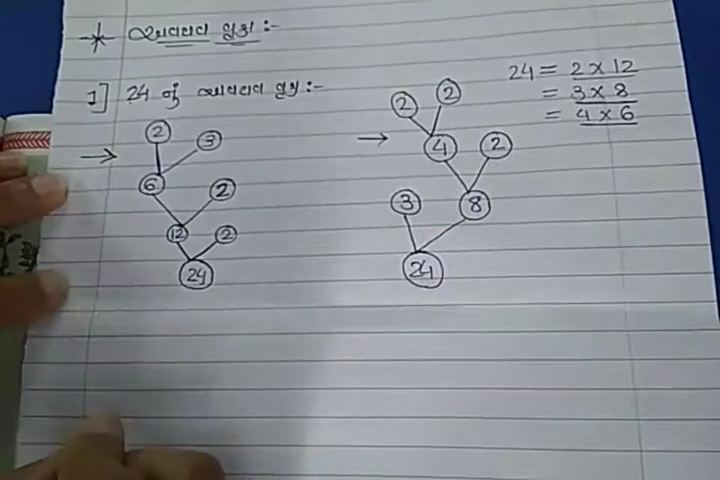 * અવયવ વૃક્ષ :-
1] 24 નું અવયવ વૃક્ષ :-
24 = 2 × 12
= 3 × 8
= 4 × 6
→ 2 3
6 2
12 2
24
→ 2 2
4 2
3 8
24